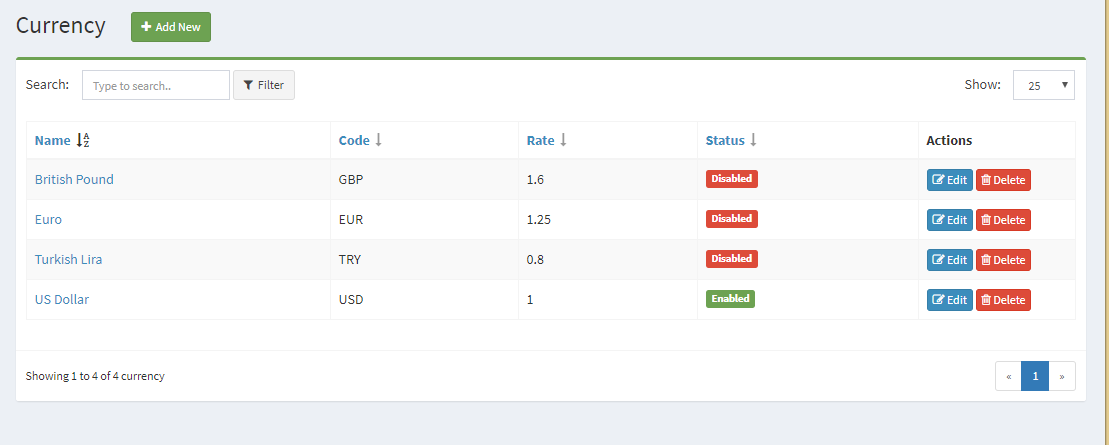 Currency + Add New
Search: Type to search.. Filter Show: 25
Name Code Rate Status Actions
British Pound GBP 1.6 Disabled Edit Delete
Euro EUR 1.25 Disabled Edit Delete
Turkish Lira TRY 0.8 Disabled Edit Delete
US Dollar USD 1 Enabled Edit Delete
Showing 1 to 4 of 4 currency « 1 »